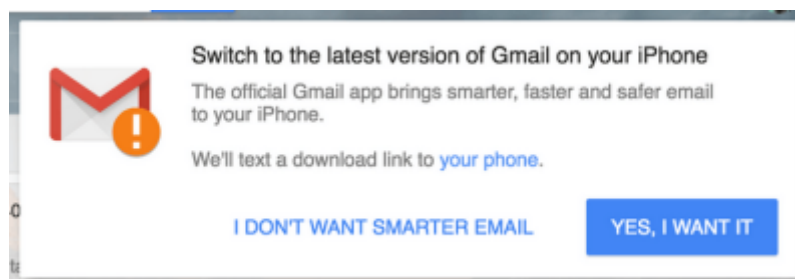 Switch to the latest version of Gmail on your iPhone
The official Gmail app brings smarter, faster and safer email
to your iPhone.
We'll text a download link to your phone.
I DON'T WANT SMARTER EMAIL
YES, I WANT IT